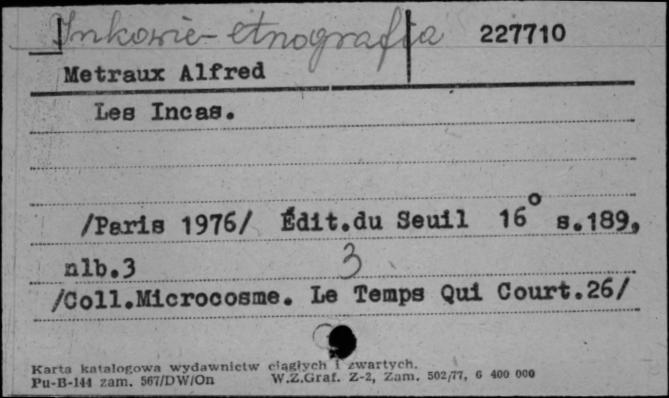 Inkowie - etnografia 227710
Metraux Alfred
Les Incas.
/Paris 1976/ Édit.du Seuil 16° s.189,
nlb.3 3
/Coll.Microcosme. Le Temps Qui Court.26/
Karta katalogowa wydawnictw ciągłych i zwartych.
Pu-B-144 zam. 567/DW/On W.Z.Graf. Z-2, Zam. 502/77, 6 400 000